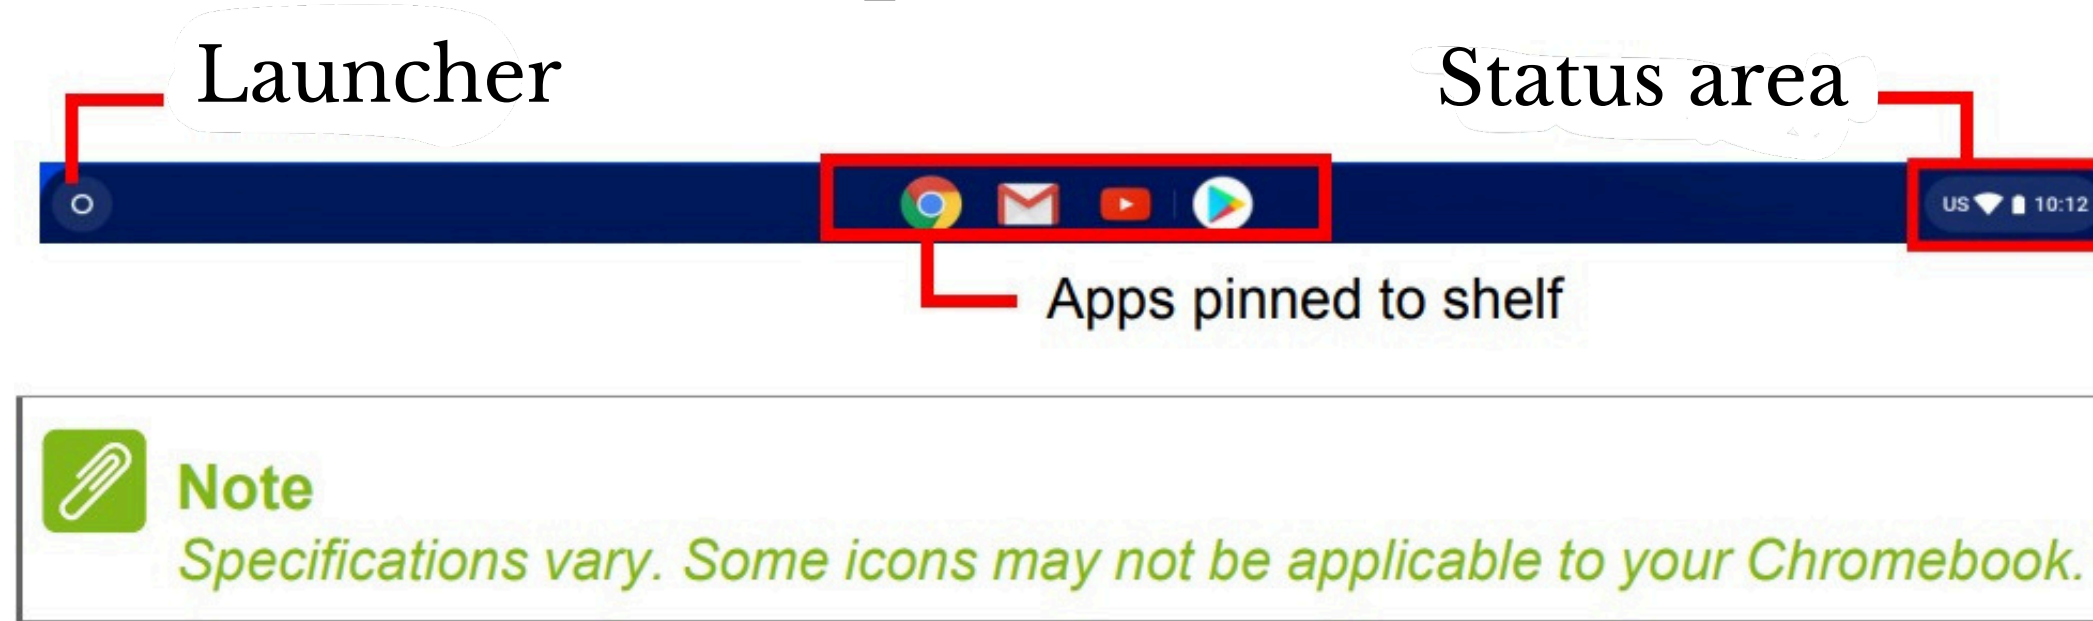 Launcher
Status area
US 10:12
Apps pinned to shelf
Note
Specifications vary. Some icons may not be applicable to your Chromebook.